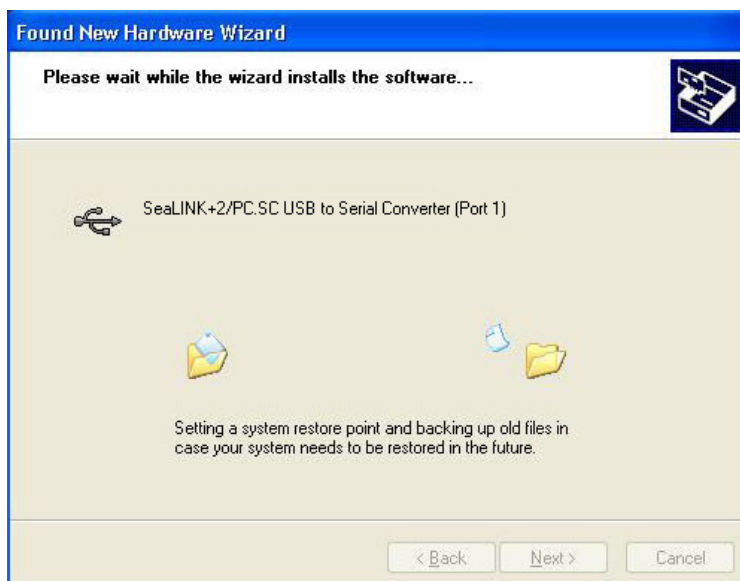 Found New Hardware Wizard
Please wait while the wizard installs the software...
SeaLINK+2/PC.SC USB to Serial Converter (Port 1)
Setting a system restore point and backing up old files in
case your system needs to be restored in the future.
< Back
Next >
Cancel